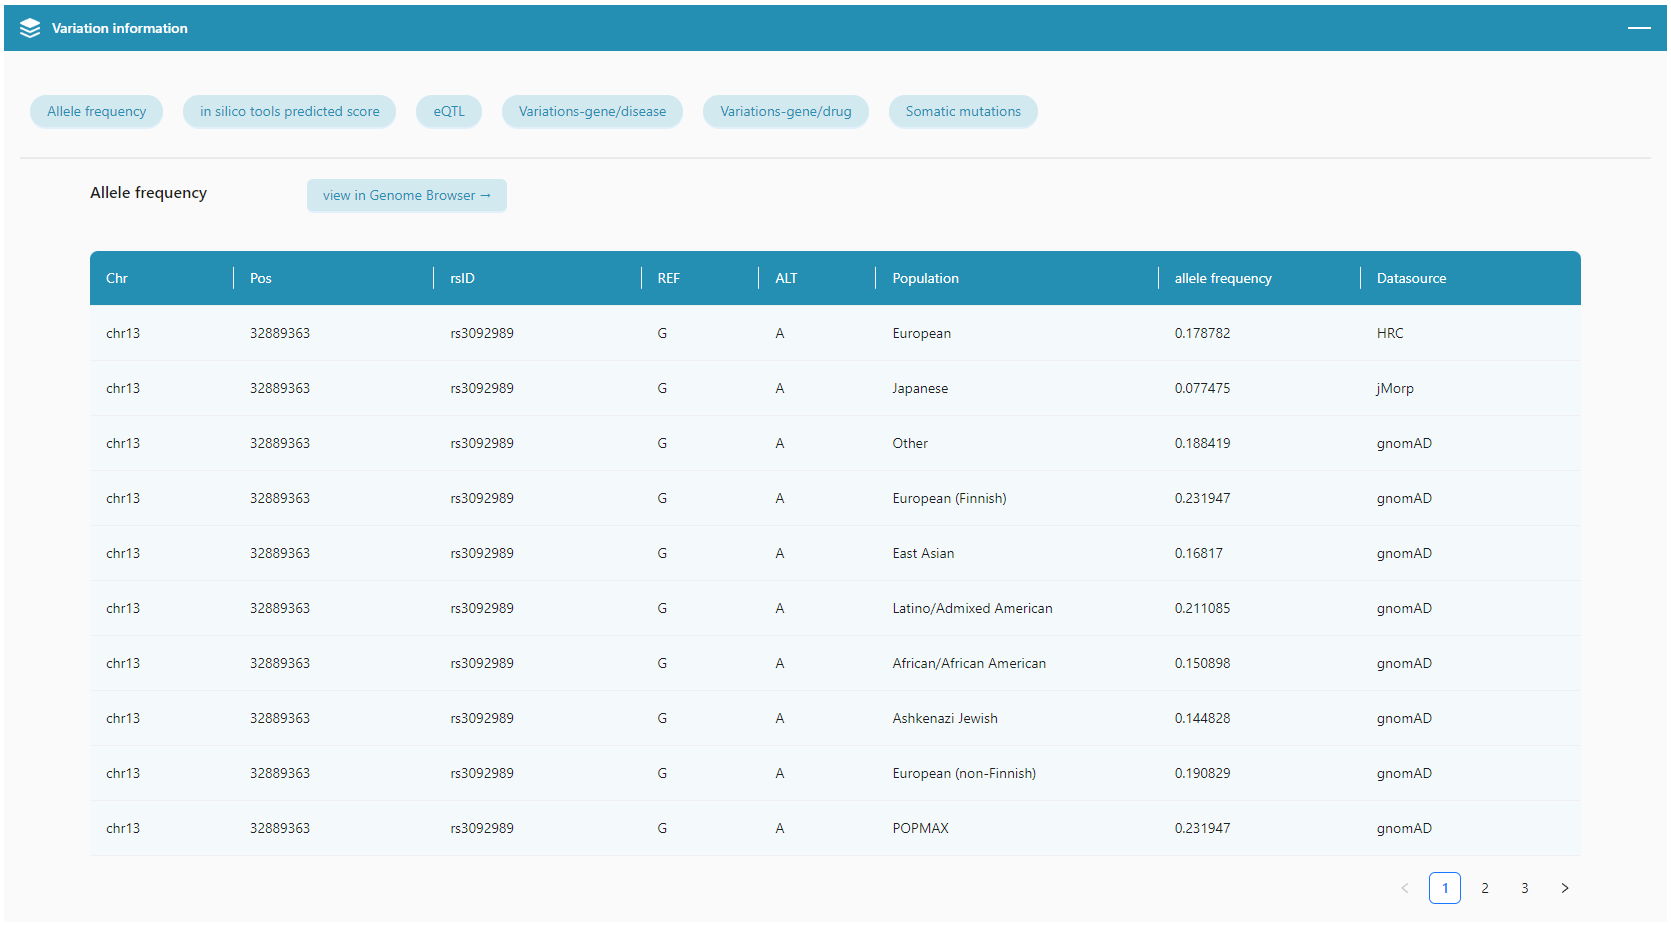 Variation information
Allele frequency in silico tools predicted score eQTL Variations-gene/disease Variations-gene/drug Somatic mutations
Allele frequency view in Genome Browser →
Chr Pos rsID REF ALT Population allele frequency Datasource
chr13 32889363 rs3092989 G A European 0.178782 HRC
chr13 32889363 rs3092989 G A Japanese 0.077475 jMorp
chr13 32889363 rs3092989 G A Other 0.188419 gnomAD
chr13 32889363 rs3092989 G A European (Finnish) 0.231947 gnomAD
chr13 32889363 rs3092989 G A East Asian 0.16817 gnomAD
chr13 32889363 rs3092989 G A Latino/Admixed American 0.211085 gnomAD
chr13 32889363 rs3092989 G A African/African American 0.150898 gnomAD
chr13 32889363 rs3092989 G A Ashkenazi Jewish 0.144828 gnomAD
chr13 32889363 rs3092989 G A European (non-Finnish) 0.190829 gnomAD
chr13 32889363 rs3092989 G A POPMAX 0.231947 gnomAD
< 1 2 3 >